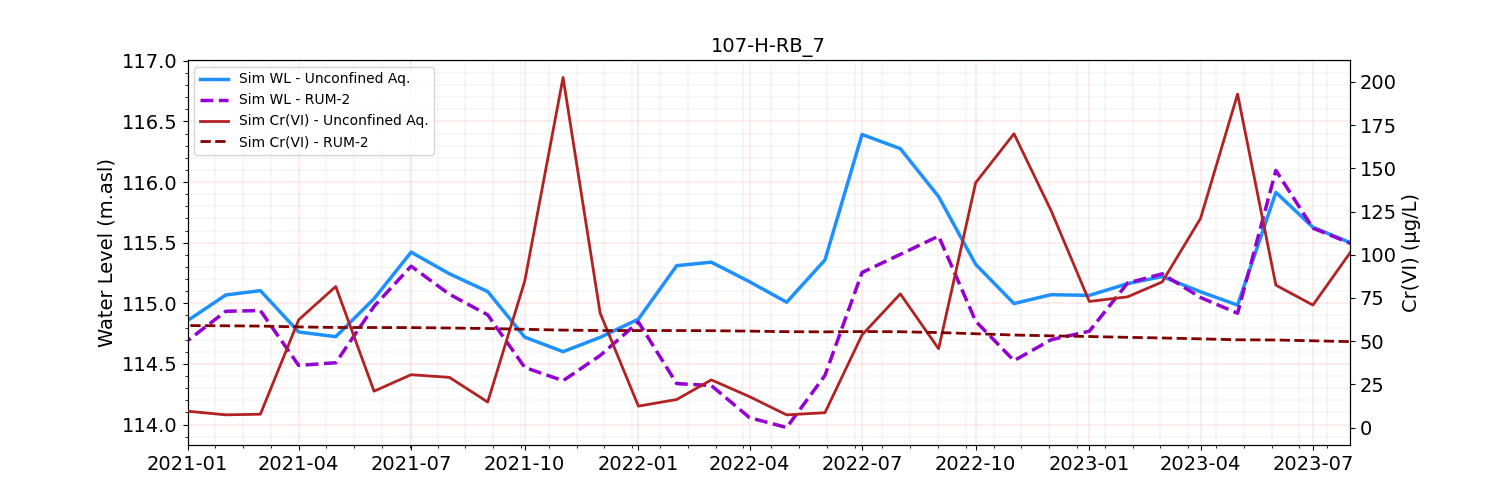 107-H-RB_7
117.0
116.5
116.0
115.5
115.0
114.5
114.0
Water Level (m.asl)
Sim WL - Unconfined Aq.
Sim WL - RUM-2
Sim Cr(VI) - Unconfined Aq.
Sim Cr(VI) - RUM-2
200
175
150
125
100
75
50
25
0
Cr(VI) (μg/L)
2021-01 2021-04 2021-07 2021-10 2022-01 2022-04 2022-07 2022-10 2023-01 2023-04 2023-07